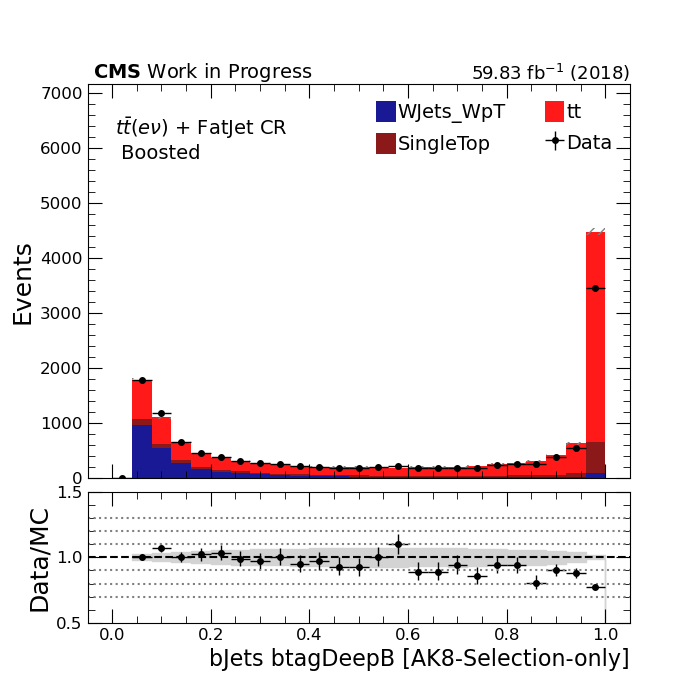 CMS Work in Progress 59.83 fb⁻¹ (2018)
7000
6000
5000
4000
3000
2000
1000
0
Events
tt̄(eν) + FatJet CR
Boosted
WJets_WpT tt
SingleTop Data
1.5
1.0
0.5
Data/MC
0.0 0.2 0.4 0.6 0.8 1.0
bJets btagDeepB [AK8-Selection-only]